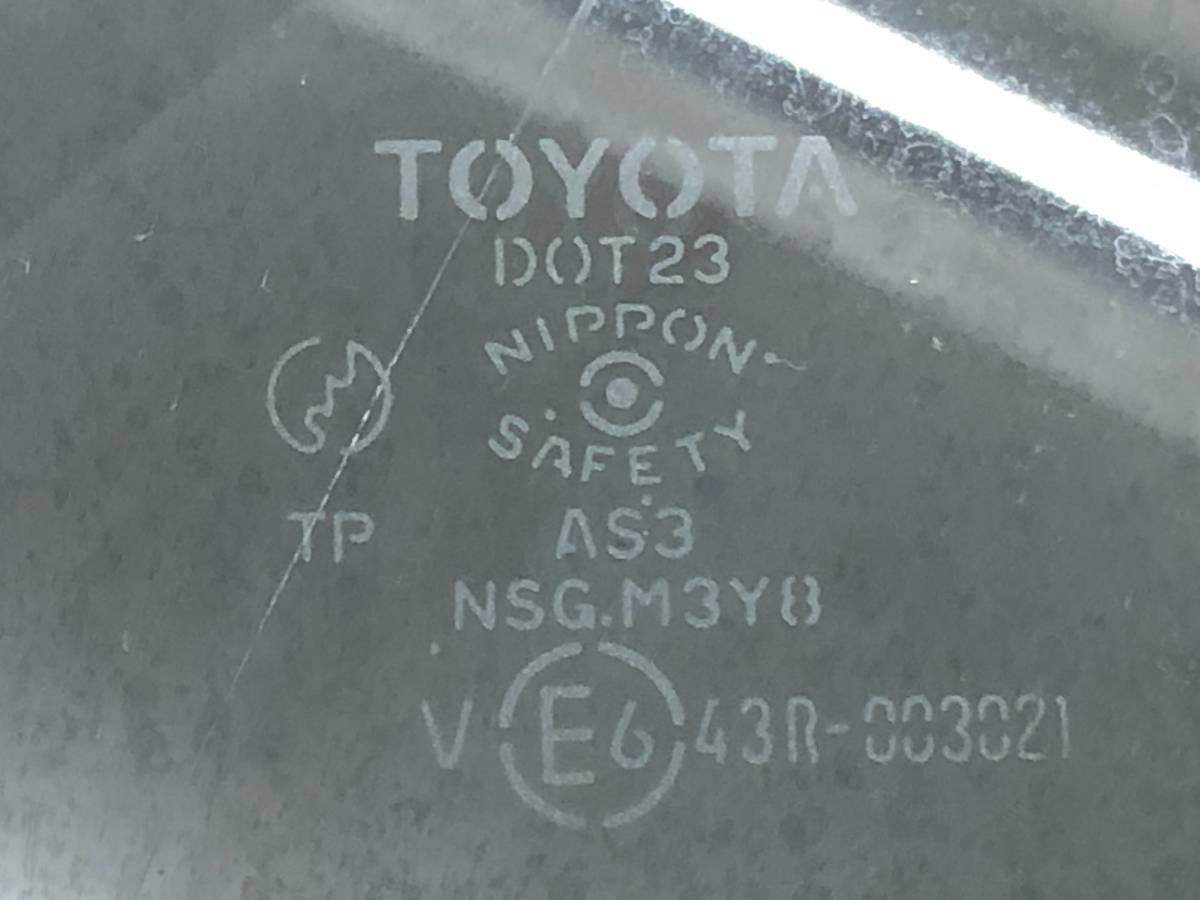 TOYOTA
DOT23
NIPPON
SAFETY
TP
AS3
NSG.M3Y8
V E6 43R-003021